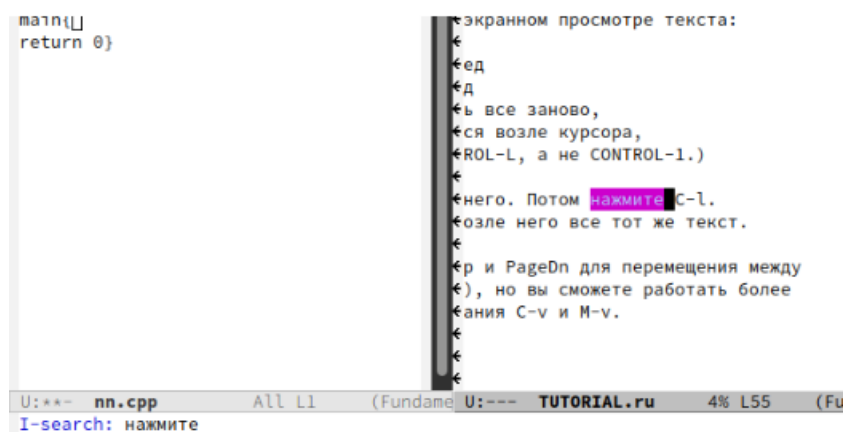 main{
return 0}
экранном просмотре текста:
ед
д
ь все заново,
ся возле курсора,
ROL-L, а не CONTROL-1.)
него. Потом нажмите C-l.
озле него все тот же текст.
р и PageDn для перемещения между
), но вы сможете работать более
ания C-v и M-v.
U:**- nn.cpp All L1 (Fundame
U:--- TUTORIAL.ru 4% L55 (Fu
I-search: нажмите